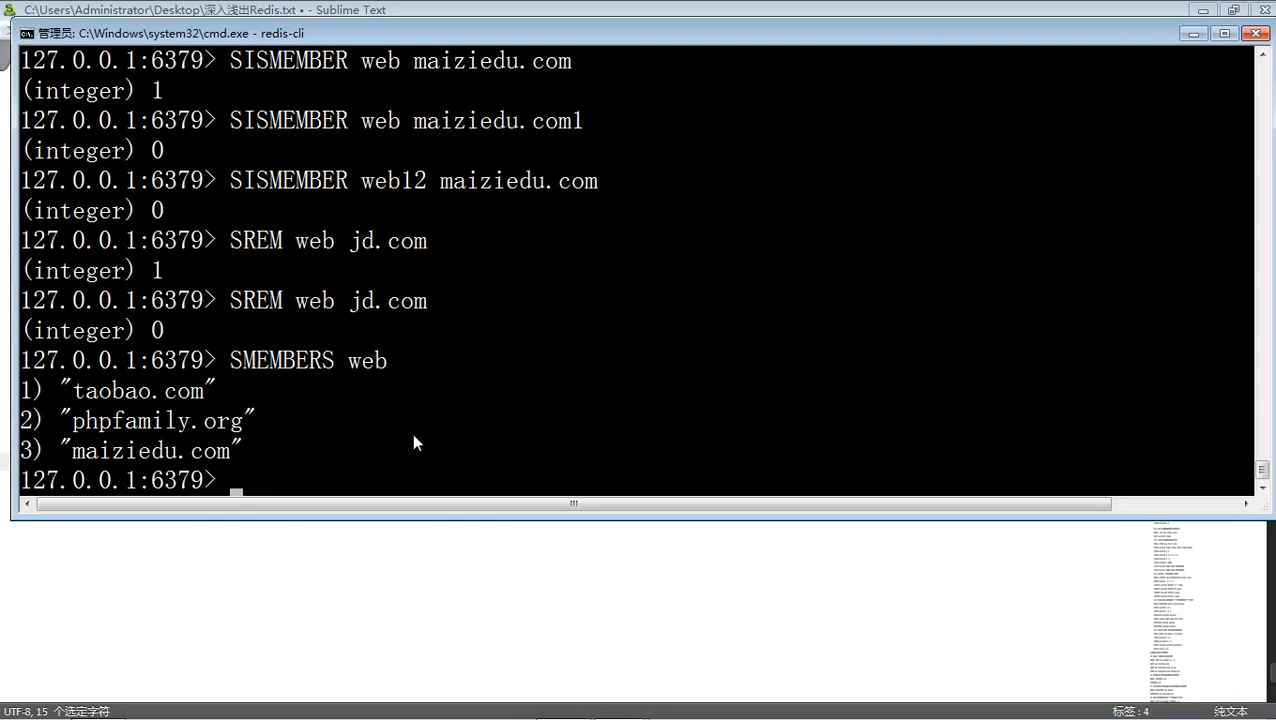 C:\Users\Administrator\Desktop\深入浅出Redis.txt • - Sublime Text
管理员: C:\Windows\system32\cmd.exe - redis-cli
127.0.0.1:6379> SISMEMBER web maiziedu.com
(integer) 1
127.0.0.1:6379> SISMEMBER web maiziedu.com1
(integer) 0
127.0.0.1:6379> SISMEMBER web12 maiziedu.com
(integer) 0
127.0.0.1:6379> SREM web jd.com
(integer) 1
127.0.0.1:6379> SREM web jd.com
(integer) 0
127.0.0.1:6379> SMEMBERS web
1) "taobao.com"
2) "phpfamily.org"
3) "maiziedu.com"
127.0.0.1:6379>
个选定字符
标签: 4
纯文本